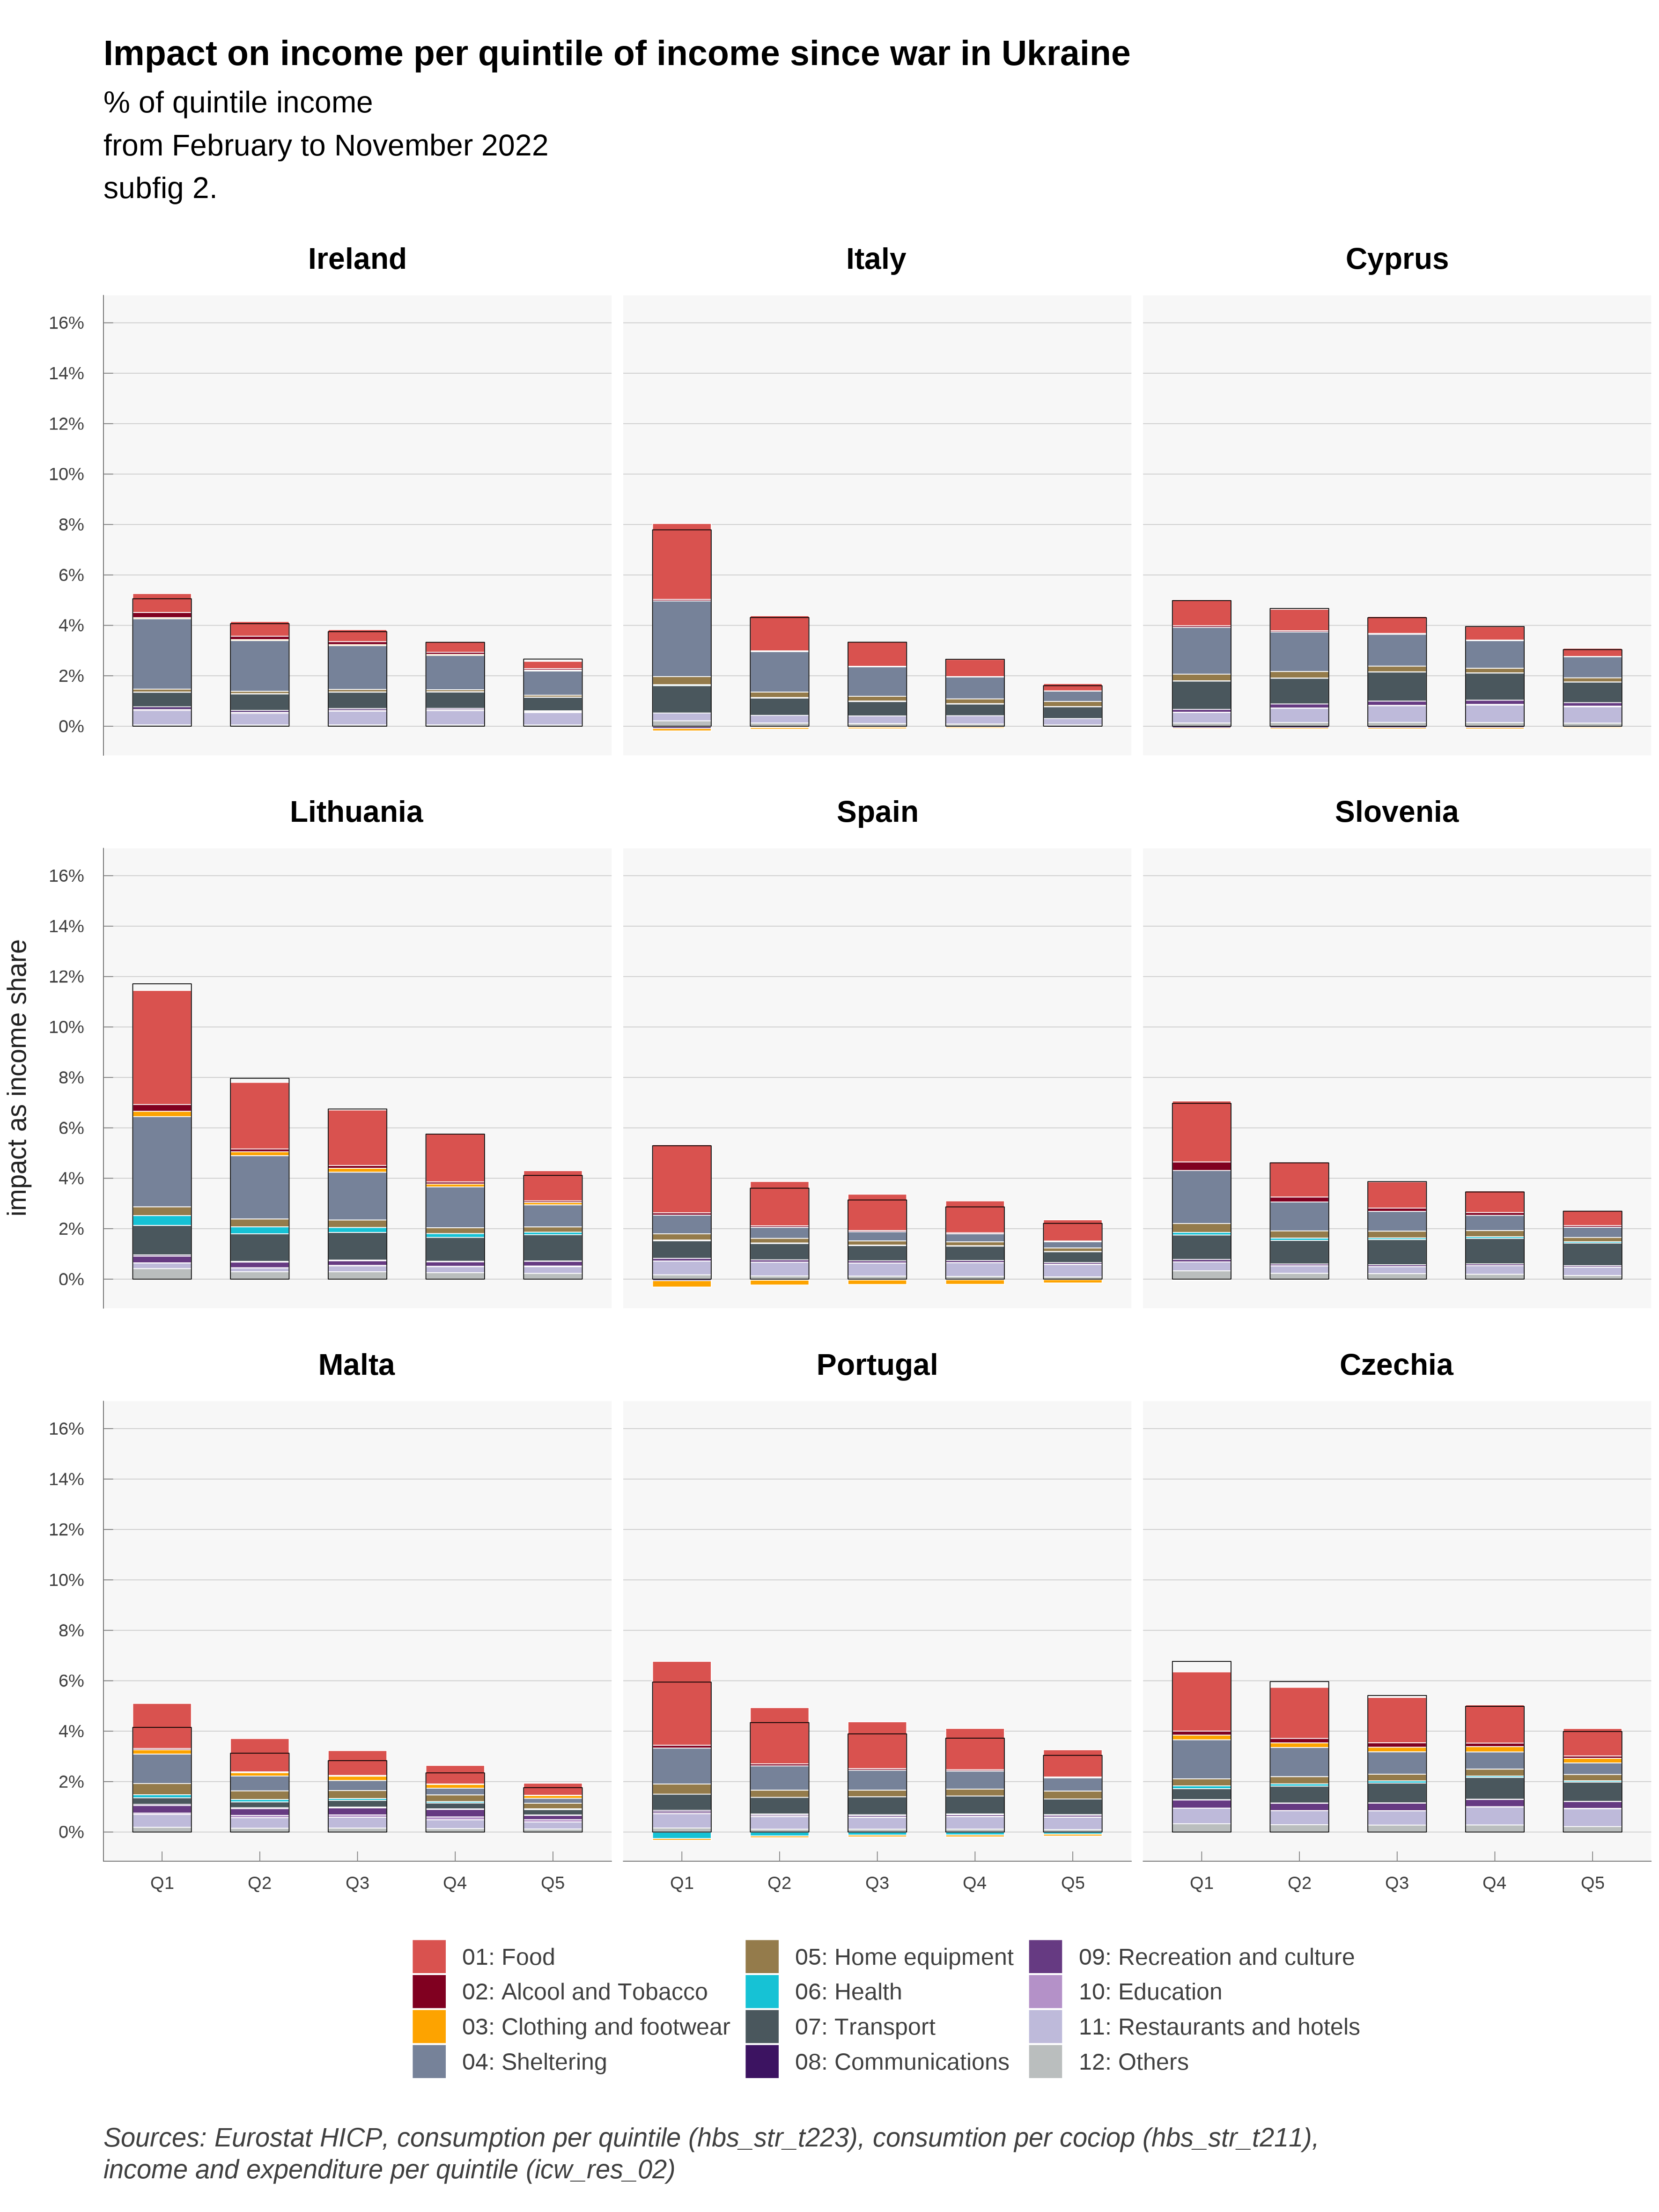 Impact on income per quintile of income since war in Ukraine
% of quintile income
from February to November 2022
subfig 2.
Ireland
Italy
Cyprus
16%
14%
12%
10%
8%
6%
4%
2%
0%
Lithuania
Spain
Slovenia
16%
14%
12%
10%
8%
6%
4%
2%
0%
impact as income share
Malta
Portugal
Czechia
16%
14%
12%
10%
8%
6%
4%
2%
0%
Q1 Q2 Q3 Q4 Q5
Q1 Q2 Q3 Q4 Q5
Q1 Q2 Q3 Q4 Q5
01: Food
02: Alcool and Tobacco
03: Clothing and footwear
04: Sheltering
05: Home equipment
06: Health
07: Transport
08: Communications
09: Recreation and culture
10: Education
11: Restaurants and hotels
12: Others
Sources: Eurostat HICP, consumption per quintile (hbs_str_t223), consumtion per cociop (hbs_str_t211),
income and expenditure per quintile (icw_res_02)